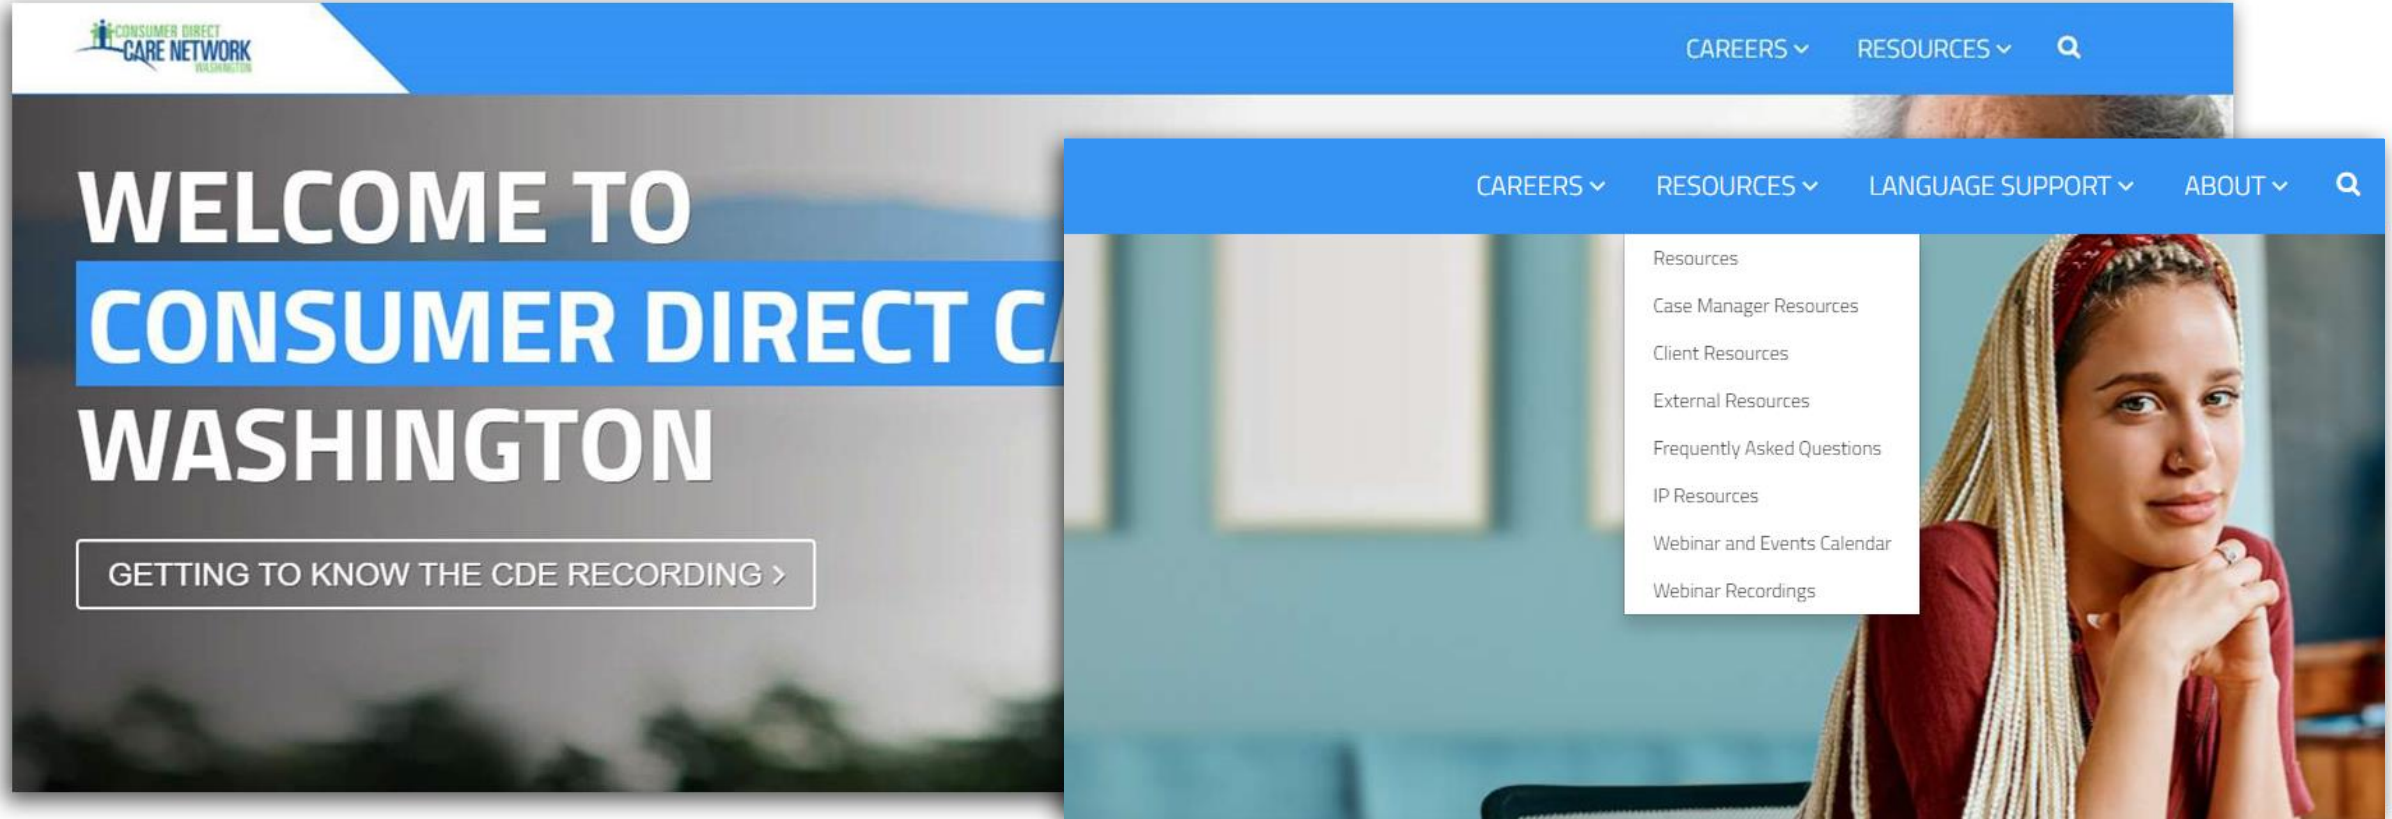 CONSUMER DIRECT
CARE NETWORK
WASHINGTON
CAREERS
RESOURCES
WELCOME TO
CONSUMER DIRECT C
WASHINGTON
GETTING TO KNOW THE CDE RECORDING >
CAREERS
RESOURCES
LANGUAGE SUPPORT
ABOUT
Resources
Case Manager Resources
Client Resources
External Resources
Frequently Asked Questions
IP Resources
Webinar and Events Calendar
Webinar Recordings